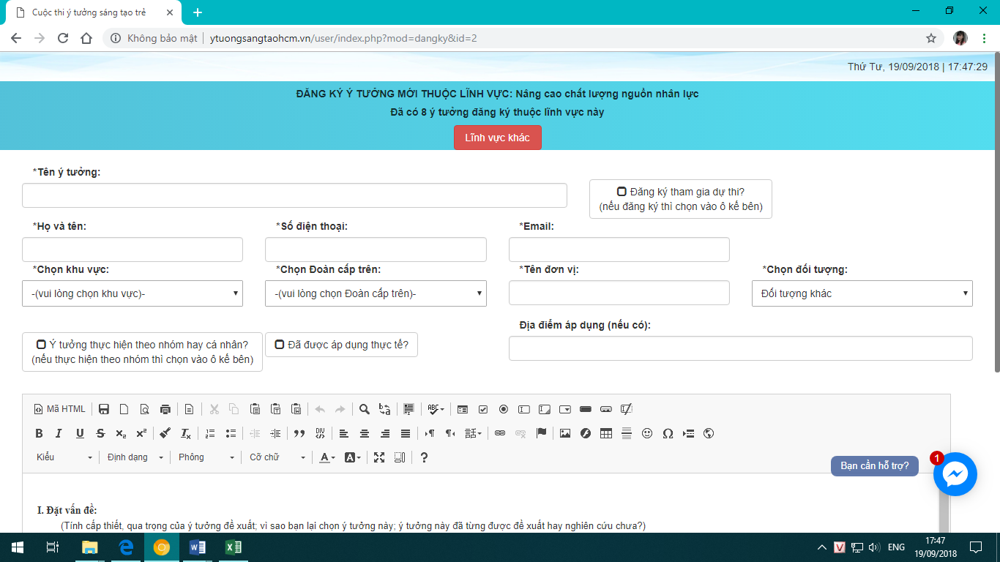 Cuộc thi ý tưởng sáng tạo trẻ
Không bảo mật | ytuongsangtaohcm.vn/user/index.php?mod=dangky&id=2
Thứ Tư, 19/09/2018 | 17:47:29
ĐĂNG KÝ Ý TƯỞNG MỚI THUỘC LĨNH VỰC: Nâng cao chất lượng nguồn nhân lực
Đã có 8 ý tưởng đăng ký thuộc lĩnh vực này
Lĩnh vực khác
*Tên ý tưởng:
Đăng ký tham gia dự thi?
(nếu đăng ký thì chọn vào ô kế bên)
*Họ và tên: *Số điện thoại: *Email:
*Chọn khu vực: *Chọn Đoàn cấp trên: *Tên đơn vị: *Chọn đối tượng:
-(vui lòng chọn khu vực)- -(vui lòng chọn Đoàn cấp trên)- Đối tượng khác
Địa điểm áp dụng (nếu có):
Ý tưởng thực hiện theo nhóm hay cá nhân? Đã được áp dụng thực tế?
(nếu thực hiện theo nhóm thì chọn vào ô kế bên)
Mã HTML
Kiểu Định dạng Phông Cỡ chữ
Bạn cần hỗ trợ? 1
I. Đặt vấn đề:
(Tính cấp thiết, qua trọng của ý tưởng đề xuất; vì sao bạn lại chọn ý tưởng này; ý tưởng này đã từng được đề xuất hay nghiên cứu chưa?)
ENG 17:47
19/09/2018